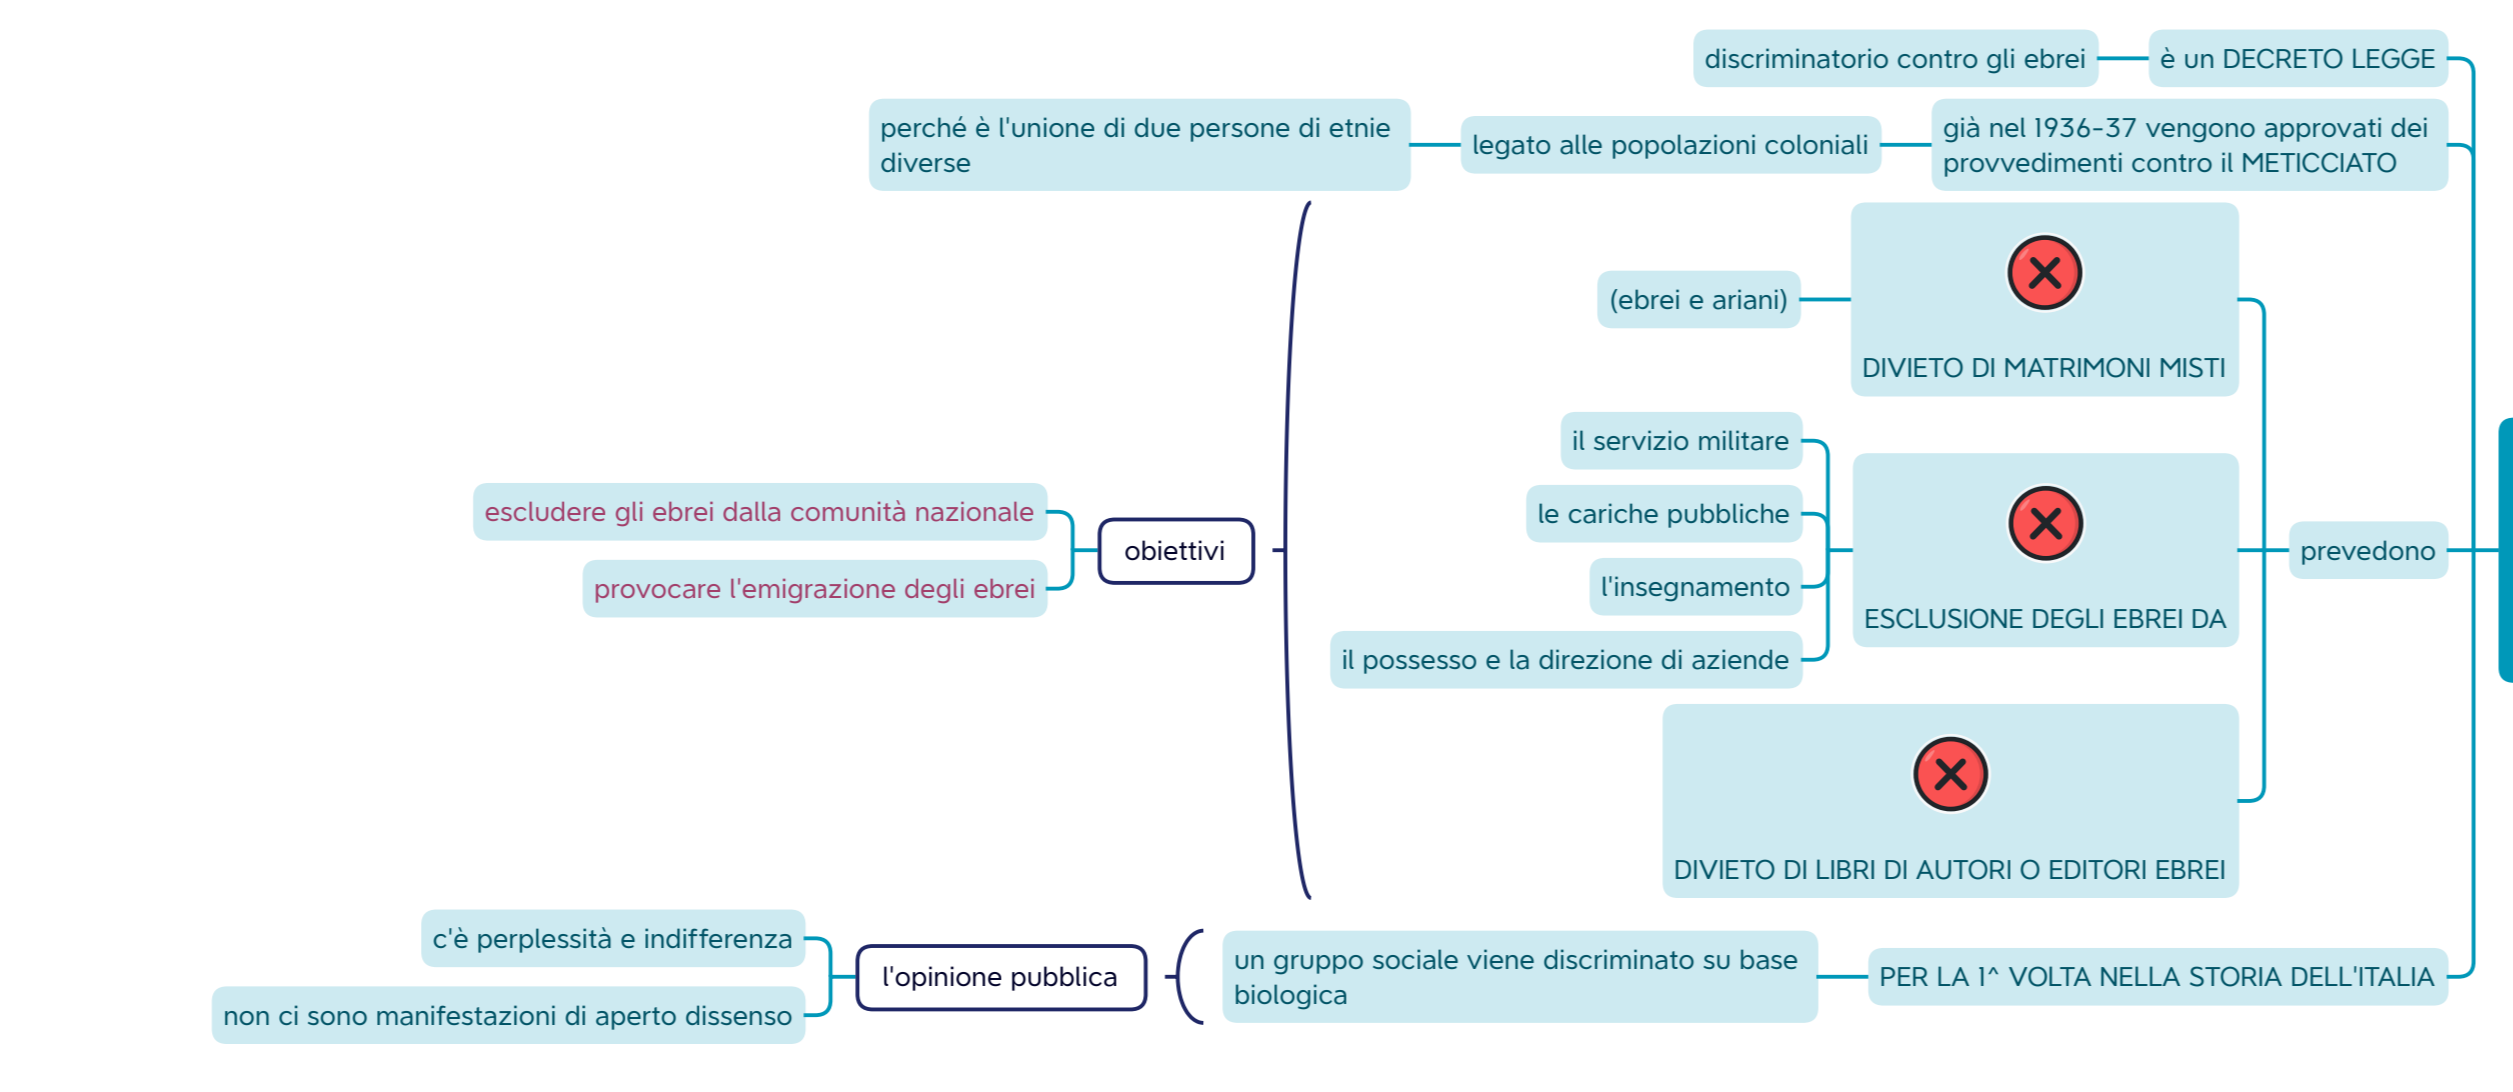 discriminatorio contro gli ebrei
è un DECRETO LEGGE
perché è l'unione di due persone di etnie
diverse
legato alle popolazioni coloniali
già nel 1936-37 vengono approvati dei
provvedimenti contro il METICCIATO
(ebrei e ariani)
DIVIETO DI MATRIMONI MISTI
il servizio militare
le cariche pubbliche
l'insegnamento
il possesso e la direzione di aziende
ESCLUSIONE DEGLI EBREI DA
prevedono
escludere gli ebrei dalla comunità nazionale
provocare l'emigrazione degli ebrei
obiettivi
DIVIETO DI LIBRI DI AUTORI O EDITORI EBREI
c'è perplessità e indifferenza
non ci sono manifestazioni di aperto dissenso
l'opinione pubblica
un gruppo sociale viene discriminato su base
biologica
PER LA 1^ VOLTA NELLA STORIA DELL'ITALIA